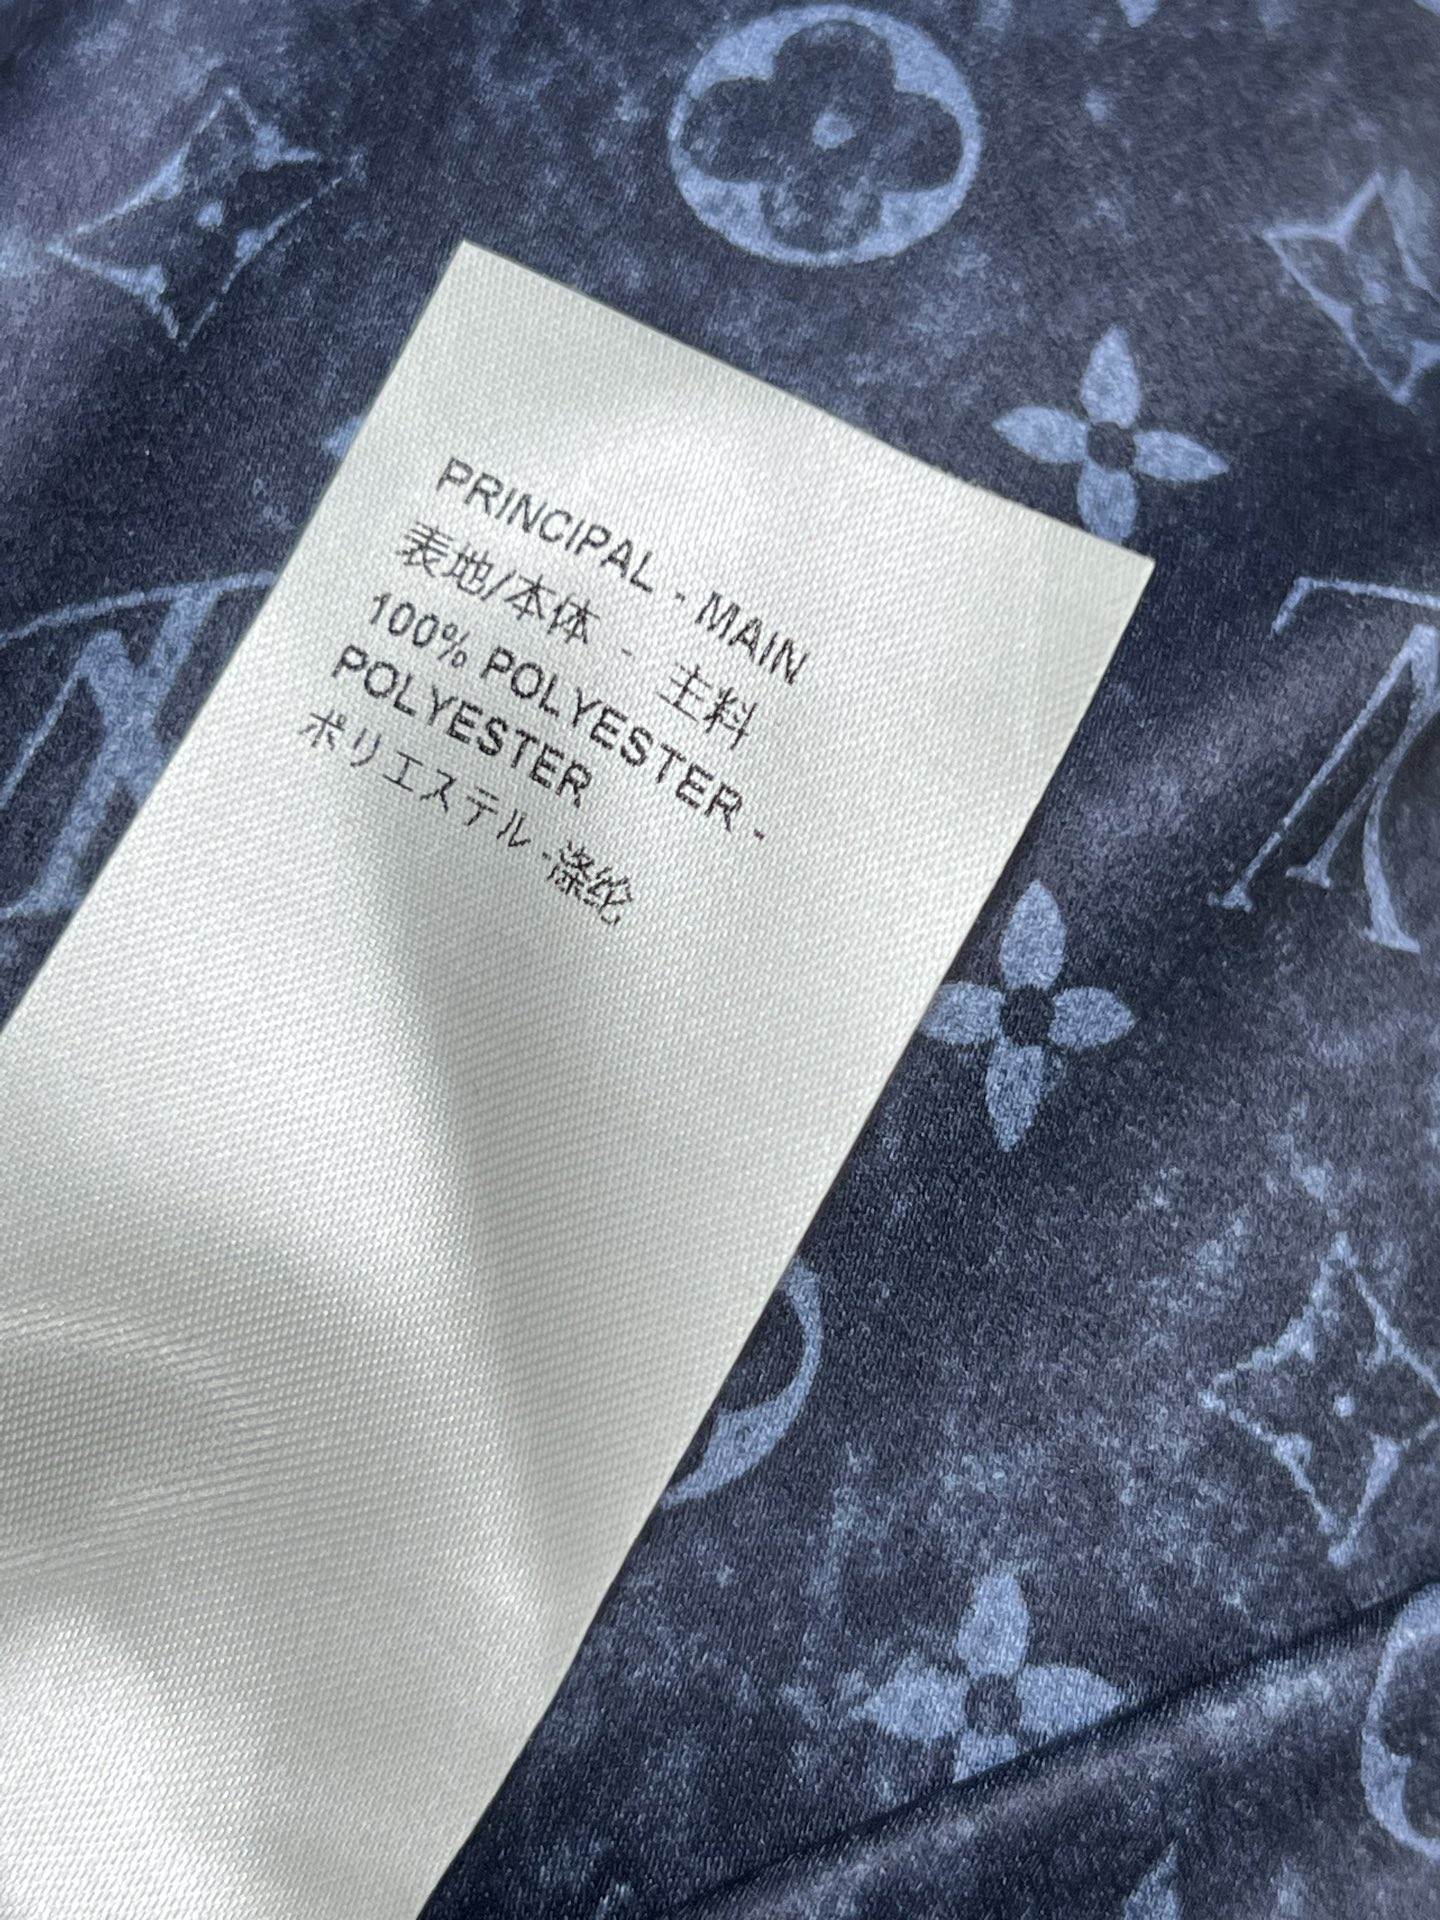 PRINCIPAL - MAIN
表地/本体 - 主料
100% POLYESTER -
POLYESTER
ポリエステル - 涤纶